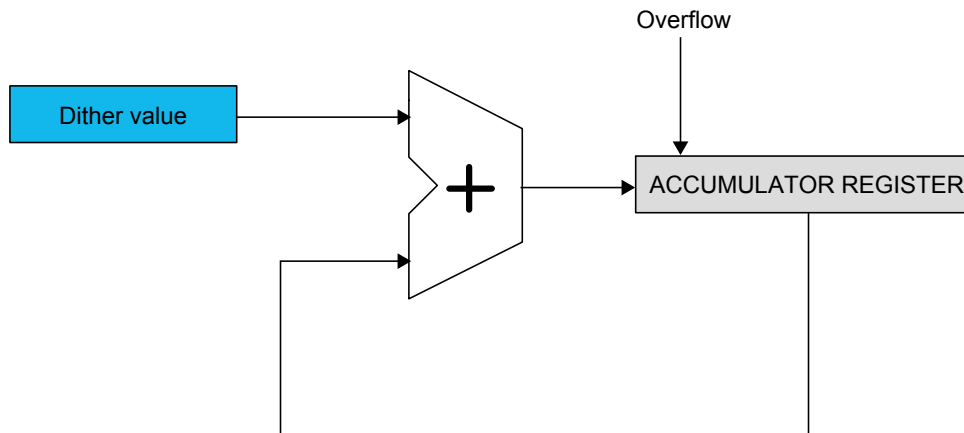 Overflow
Dither value
+
ACCUMULATOR REGISTER